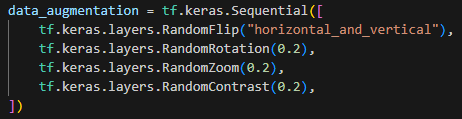 data_augmentation = tf.keras.Sequential([
    tf.keras.layers.RandomFlip("horizontal_and_vertical"),
    tf.keras.layers.RandomRotation(0.2),
    tf.keras.layers.RandomZoom(0.2),
    tf.keras.layers.RandomContrast(0.2),
])